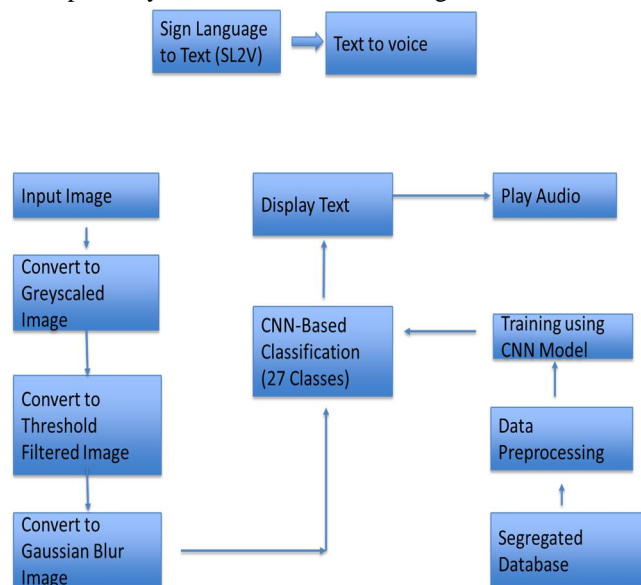 Sign Language
to Text (SL2V)
Text to voice
Input Image
Convert to
Greyscaled
Image
Convert to
Threshold
Filtered Image
Convert to
Gaussian Blur
Image
Display Text
Play Audio
CNN-Based
Classification
(27 Classes)
Training using
CNN Model
Data
Preprocessing
Segregated
Database